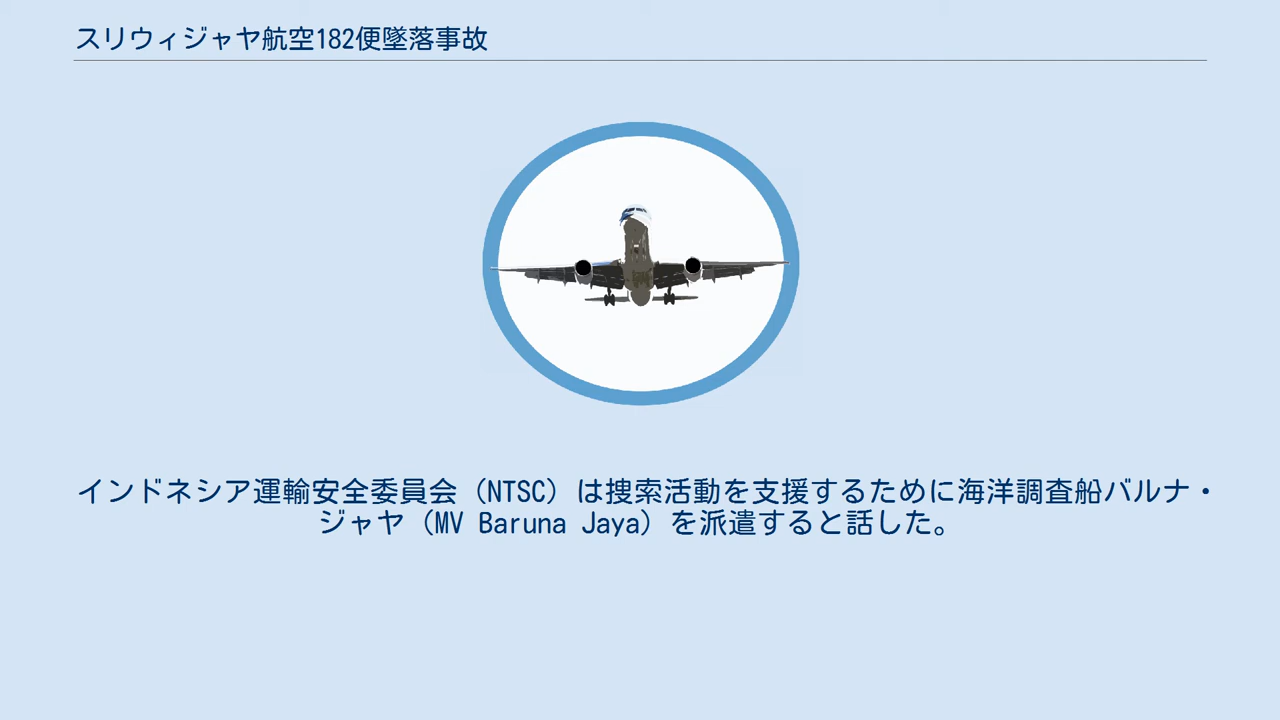 スリウィジャヤ航空182便墜落事故
インドネシア運輸安全委員会（NTSC）は捜索活動を支援するために海洋調査船バルナ・
ジャヤ（MV Baruna Jaya）を派遣すると話した。